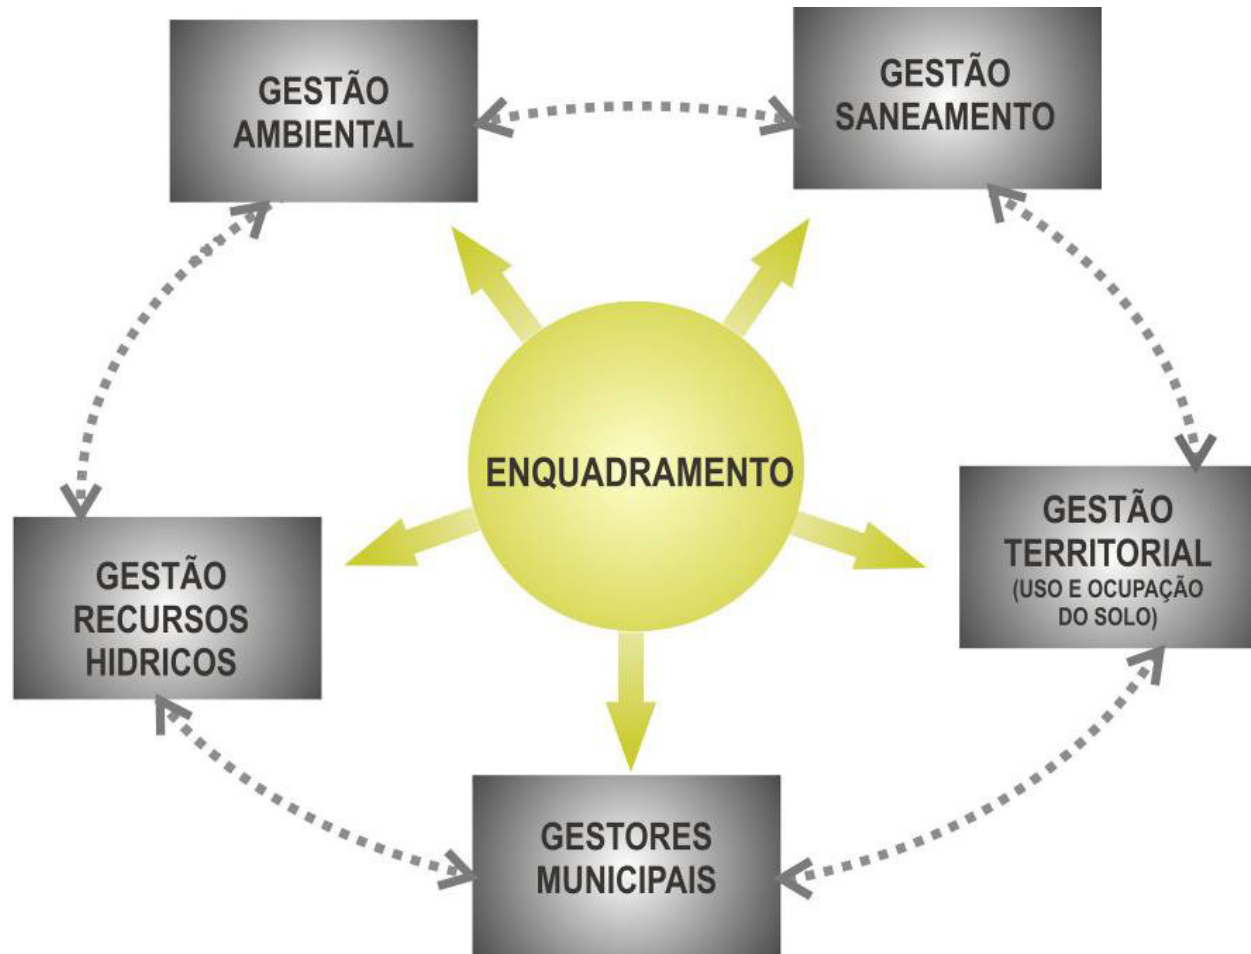 GESTÃO
AMBIENTAL
GESTÃO
SANEAMENTO
ENQUADRAMENTO
GESTÃO
TERRITORIAL
(USO E OCUPAÇÃO
DO SOLO)
GESTÃO
RECURSOS
HIDRICOS
GESTORES
MUNICIPAIS